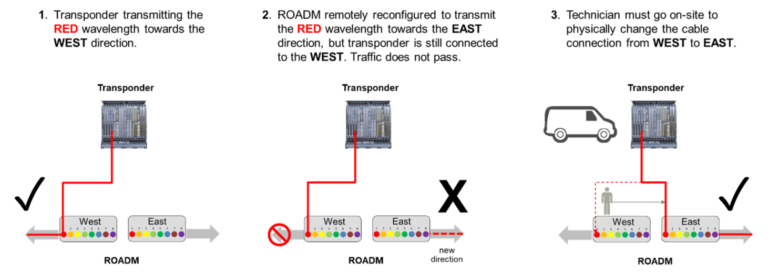 1. Transponder transmitting the
RED wavelength towards the
WEST direction.
Transponder
West
East
ROADM
2. ROADM remotely reconfigured to transmit
the RED wavelength towards the EAST
direction, but transponder is still connected
to the WEST. Traffic does not pass.
Transponder
X
West
East
new
direction
ROADM
3. Technician must go on-site to
physically change the cable
connection from WEST to EAST.
Transponder
West
East
ROADM